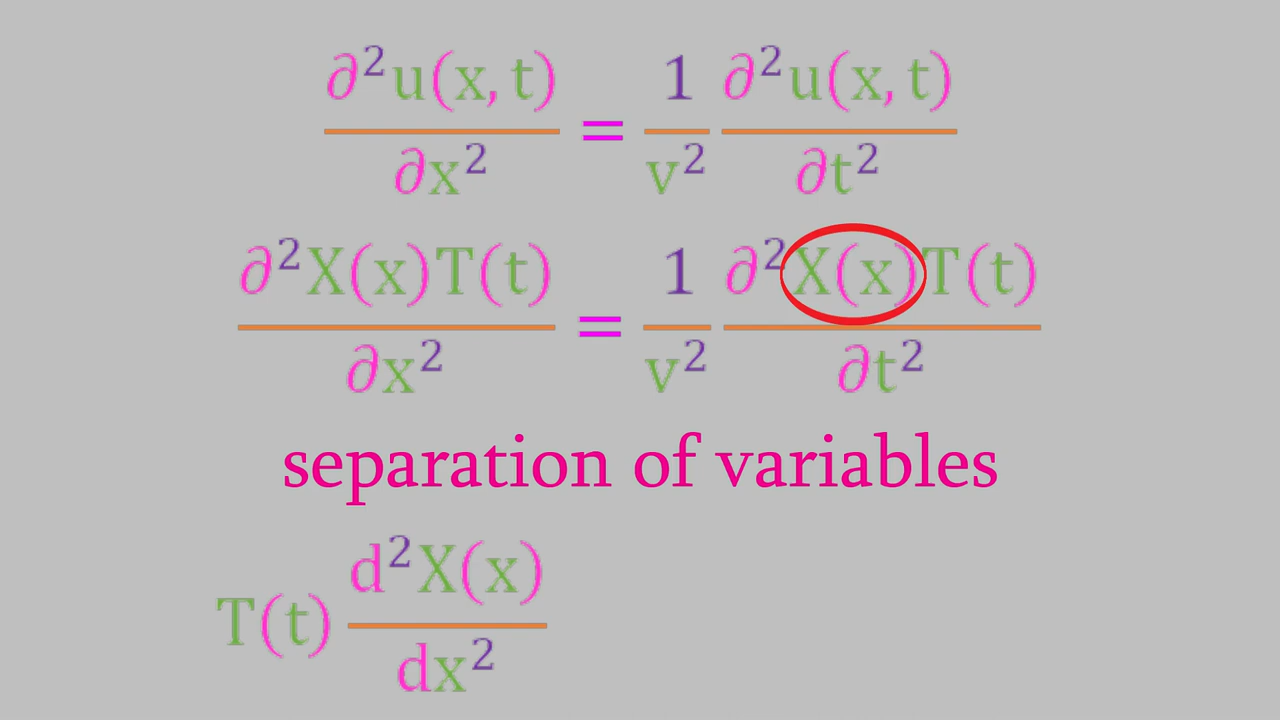 ∂²u(x,t)/∂x² = 1/v² ∂²u(x,t)/∂t²
∂²X(x)T(t)/∂x² = 1/v² ∂²X(x)T(t)/∂t²
separation of variables
T(t) d²X(x)/dx²